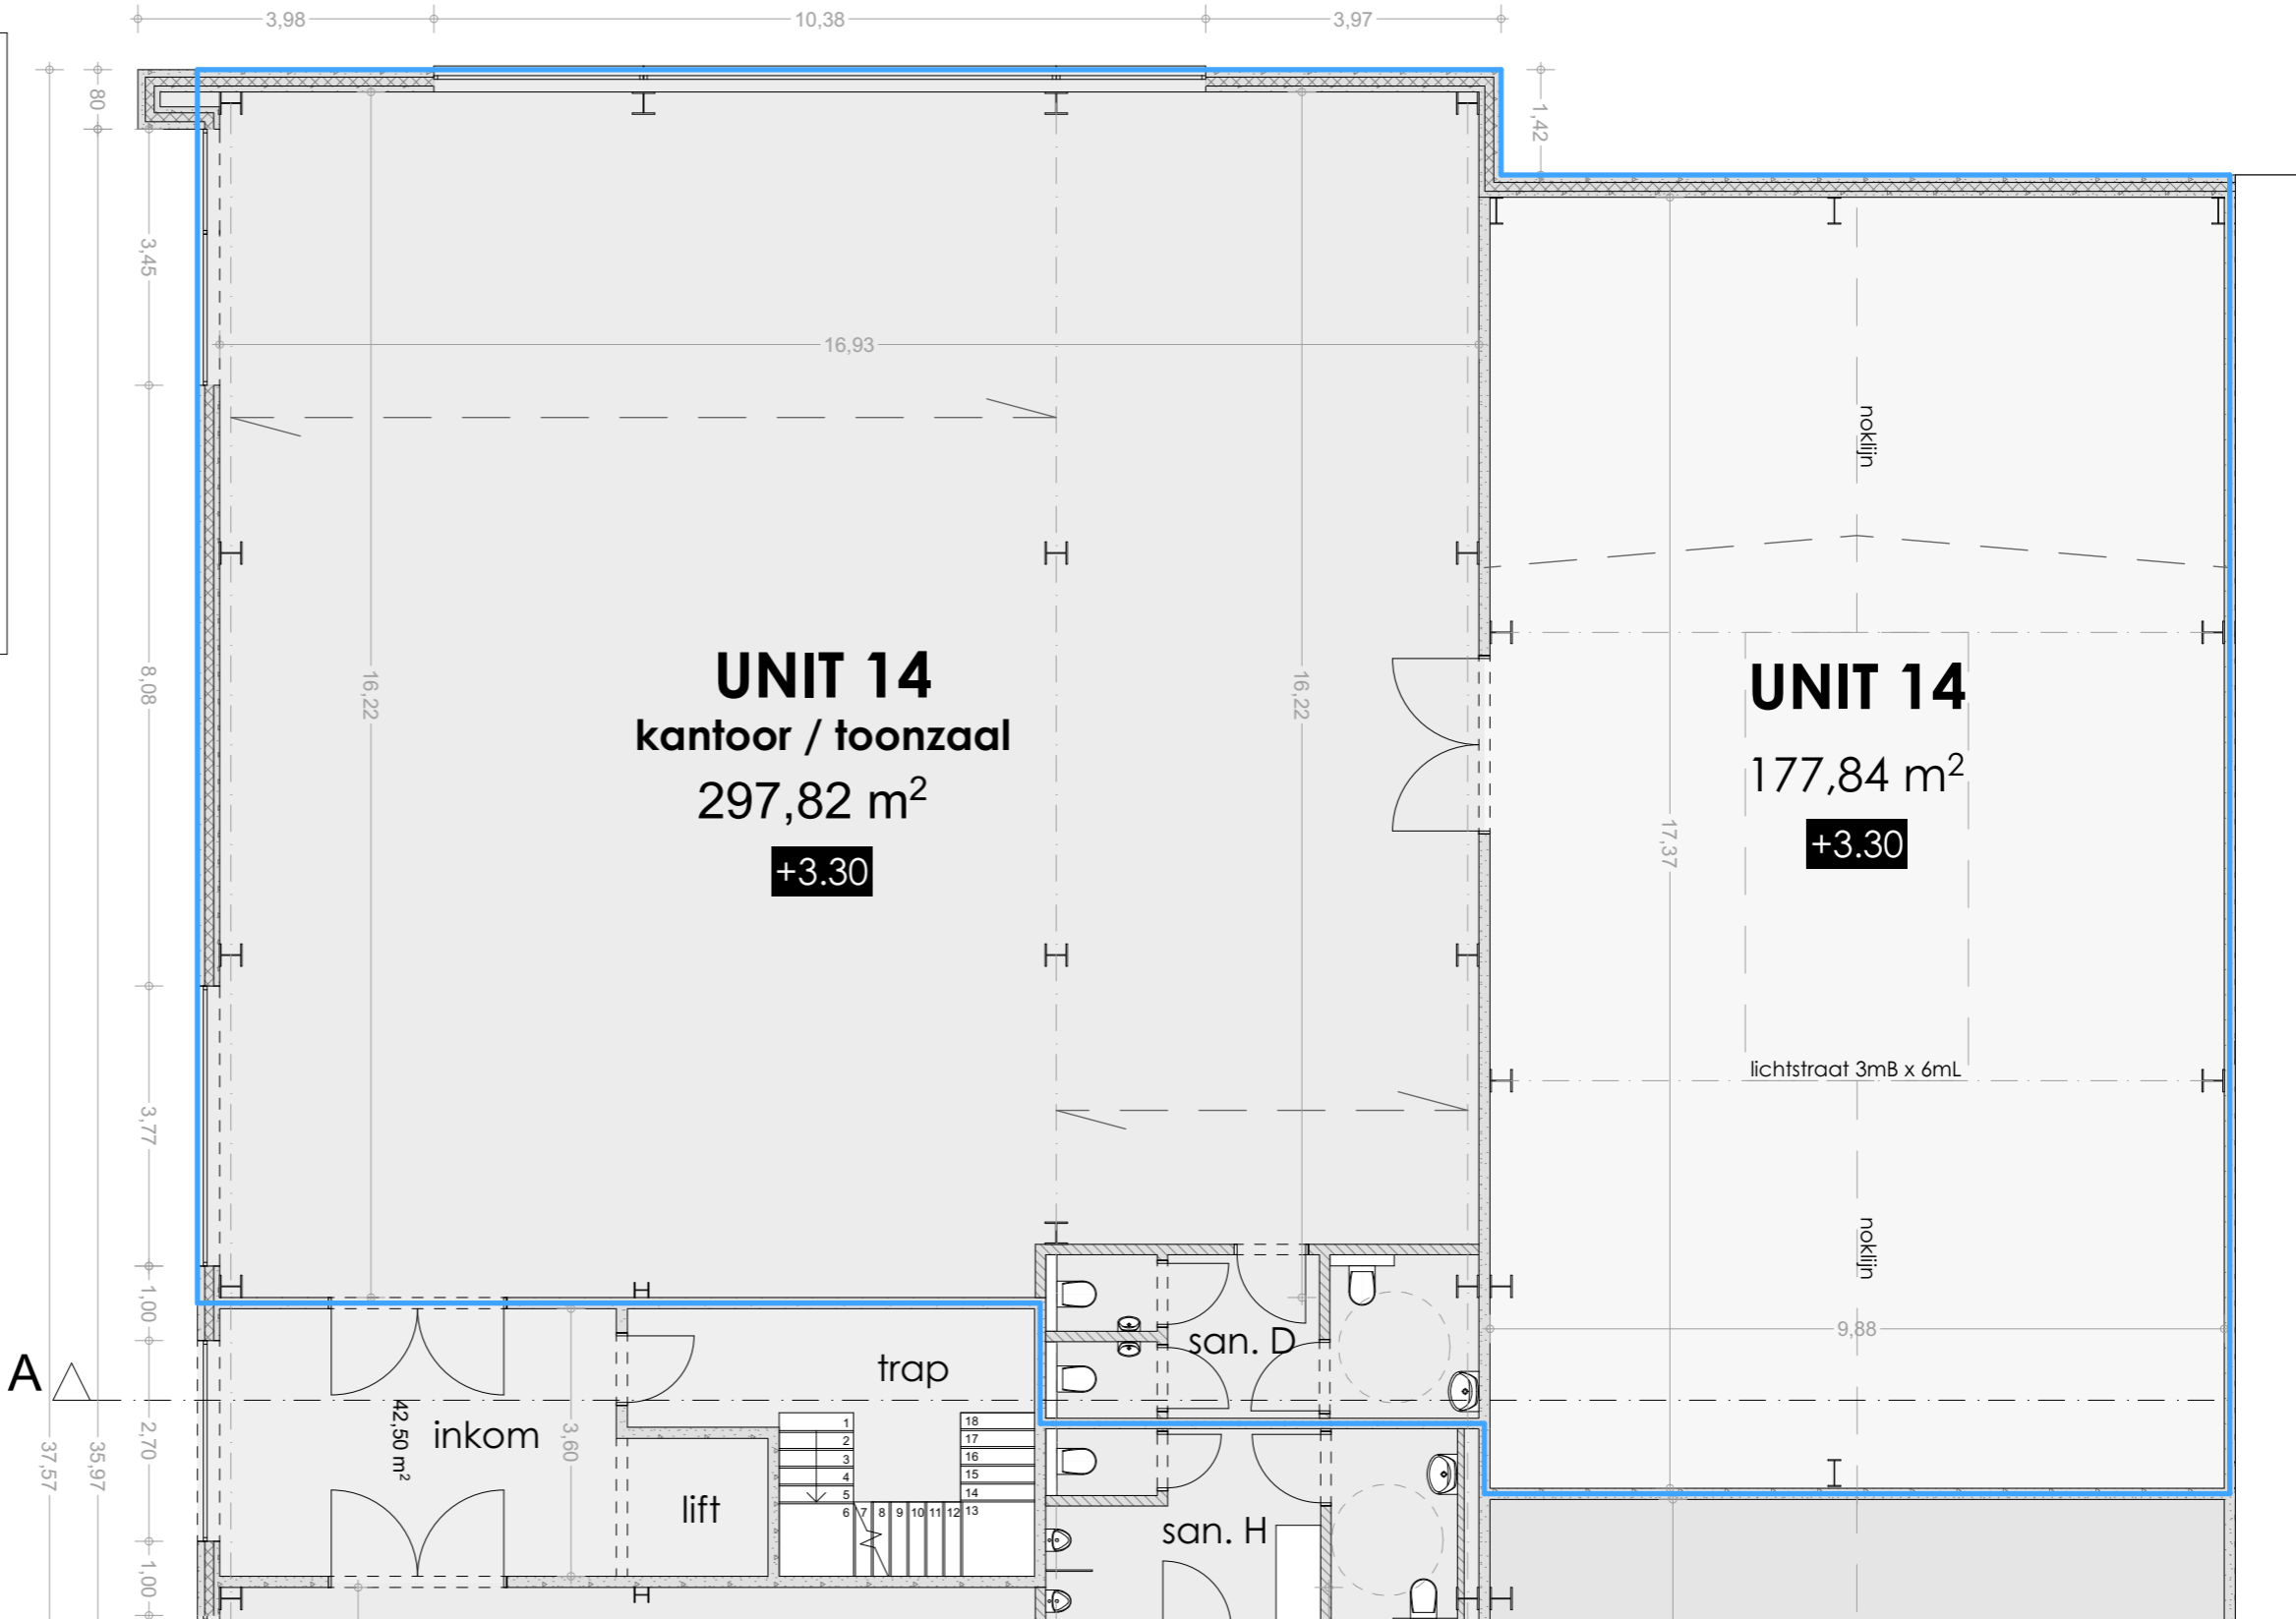 3,98
10,38
3,97
80
1,42
3,45
16,93
noklijn
8,08
16,22
UNIT 14
kantoor / toonzaal
297,82 m²
+3.30
16,22
UNIT 14
177,84 m²
+3.30
17,37
lichtstraat 3mB x 6mL
3,77
noklijn
1,00
9,88
san. D
A
trap
42,50 m²
inkom
3,60
2,70
37,57
35,97
lift
1
2
3
4
5
6
7
8
9
10
11
12
13
14
15
16
17
18
san. H
1,00